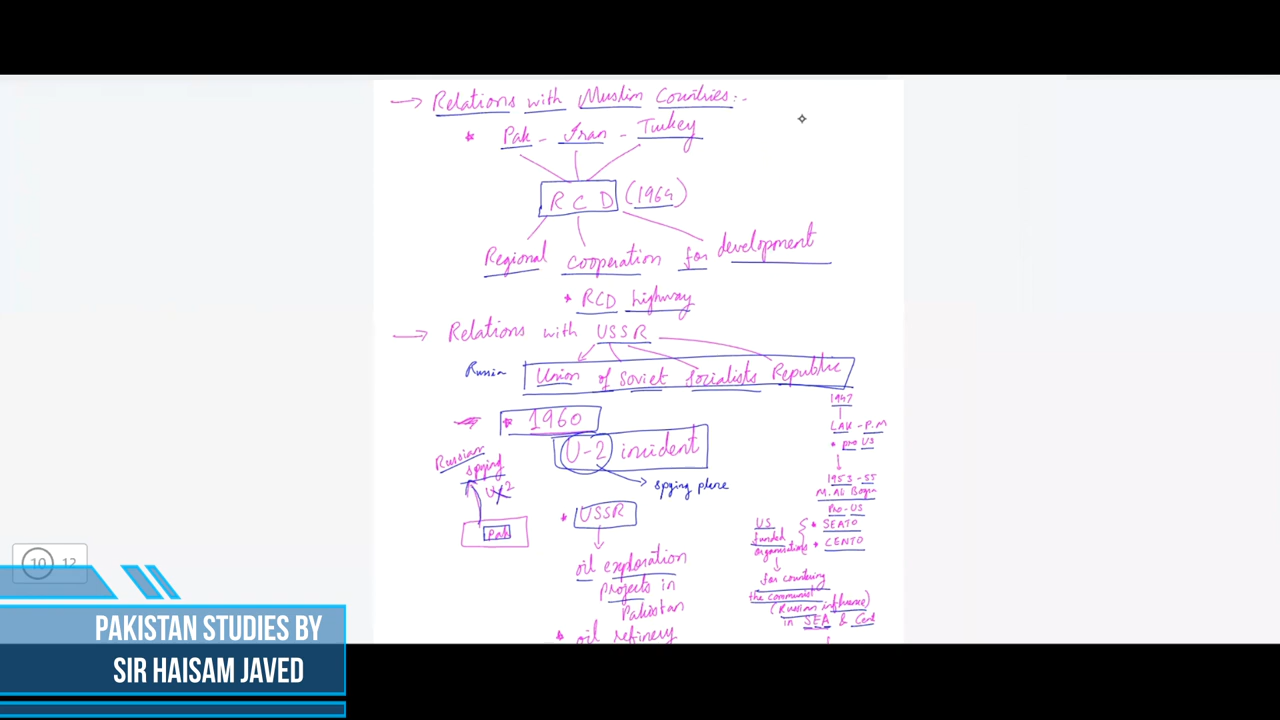 → Relations with Muslim Countries:-
* Pak - Iran - Turkey
RCD (1964)
Regional cooperation for development
* RCD highway
→ Relations with USSR
Russia
Union of Soviet Socialists Republic
* 1960
U-2 incident
spying plane
Russian
spying
U-2
Pak
* USSR
oil exploration
projects in
Pakistan
* oil refinery
1947
LAK - P.M
* pro US
1953-55
M. Ali Bogra
Pro-US
* SEATO
* CENTO
US
funded
organisations
for countering
the communist
(Russian influence)
in SEA & Cent
10 12
PAKISTAN STUDIES BY
SIR HAISAM JAVED